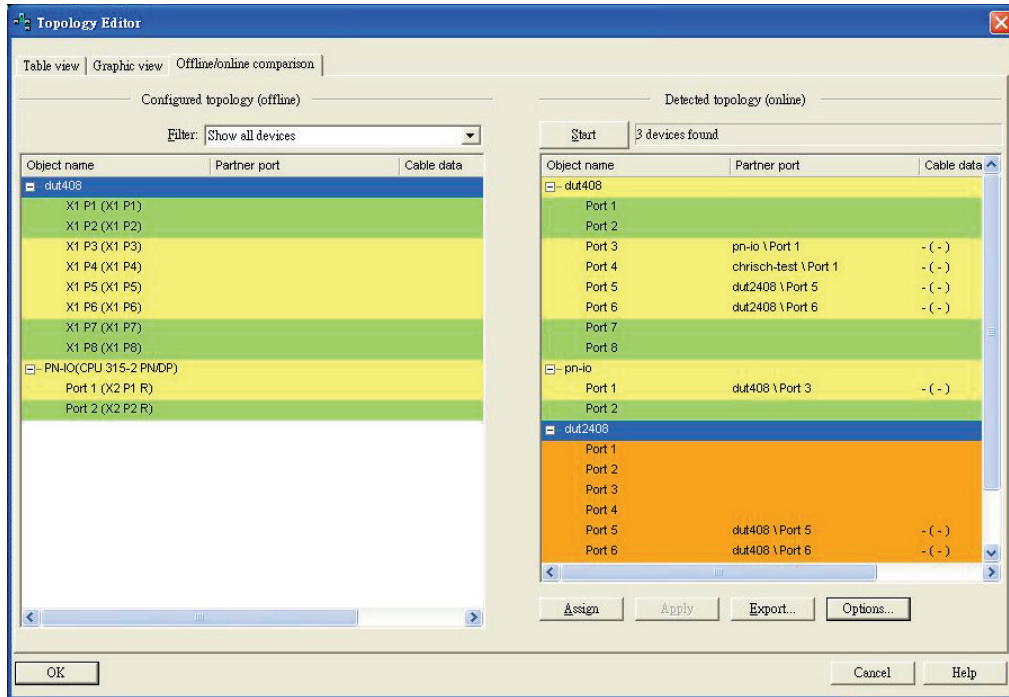 Topology Editor
Table view Graphic view Offline/online comparison
Configured topology (offline)
Filter: Show all devices
Object name Partner port Cable data
dut408
X1 P1 (X1 P1)
X1 P2 (X1 P2)
X1 P3 (X1 P3)
X1 P4 (X1 P4)
X1 P5 (X1 P5)
X1 P6 (X1 P6)
X1 P7 (X1 P7)
X1 P8 (X1 P8)
PN-IO(CPU 315-2 PN/DP)
Port 1 (X2 P1 R)
Port 2 (X2 P2 R)
Detected topology (online)
Start 3 devices found
Object name Partner port Cable data
dut408
Port 1
Port 2
Port 3 pn-io \ Port 1 - ( - )
Port 4 chrisch-test \ Port 1 - ( - )
Port 5 dut2408 \ Port 5 - ( - )
Port 6 dut2408 \ Port 6 - ( - )
Port 7
Port 8
pn-io
Port 1 dut408 \ Port 3 - ( - )
Port 2
dut2408
Port 1
Port 2
Port 3
Port 4
Port 5 dut408 \ Port 5 - ( - )
Port 6 dut408 \ Port 6 - ( - )
Assign Apply Export... Options...
OK Cancel Help